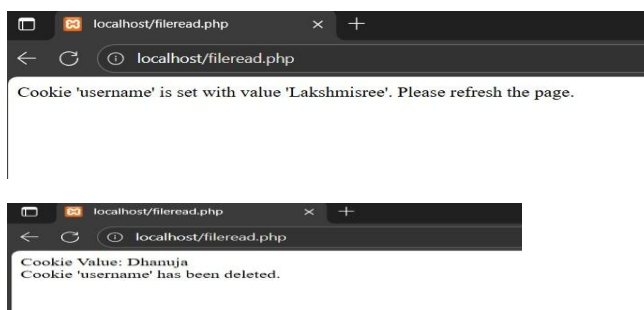 localhost/fileread.php
localhost/fileread.php
Cookie 'username' is set with value 'Lakshmisree'. Please refresh the page.
localhost/fileread.php
localhost/fileread.php
Cookie Value: Dhanuja
Cookie 'username' has been deleted.